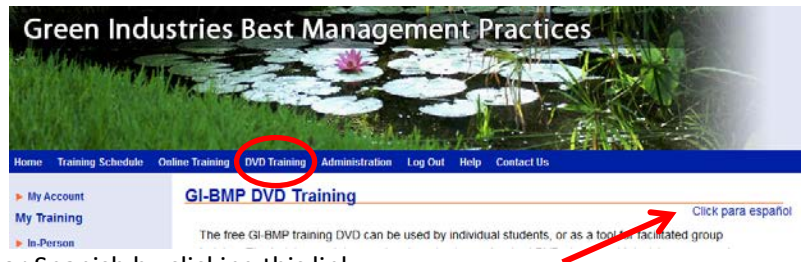 Green Industries Best Management Practices
Home Training Schedule Online Training DVD Training Administration Log Out Help Contact Us
My Account
GI-BMP DVD Training
Click para español
My Training
The free GI-BMP training DVD can be used by individual students, or as a tool for facilitated group
In-Person
Spanish by clicking this link